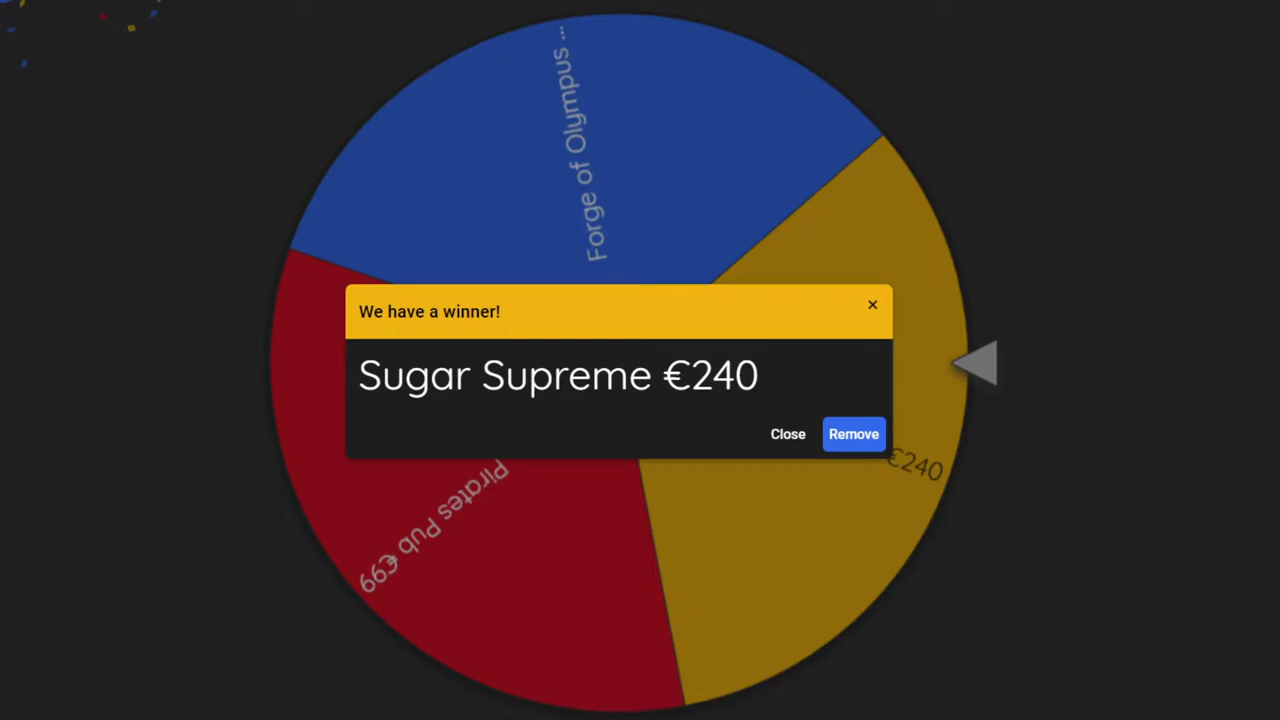 Forge of Olympus ...
We have a winner!
×
Sugar Supreme €240
Close
Remove
€240
Pirates Pub €99